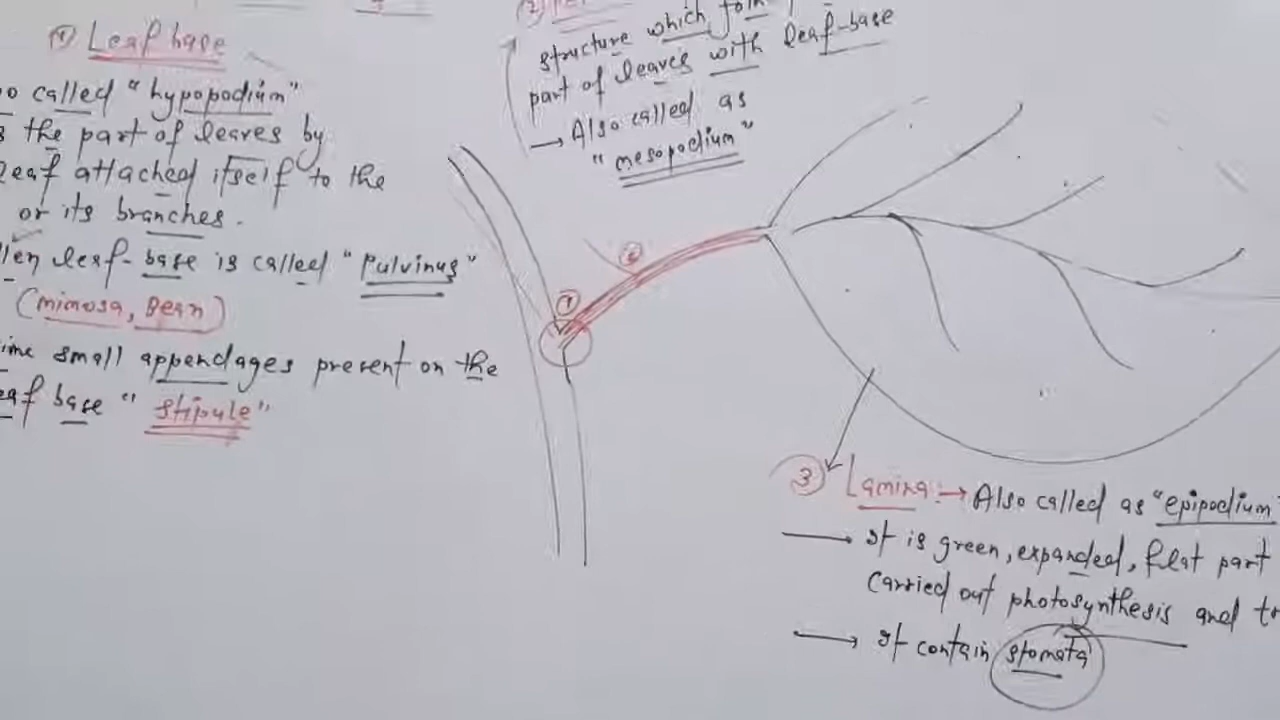 ① Leaf base
called "hypopodium"
the part of leaves by
attached itself to the
or its branches.
leaf-base is called "Pulvinus"
(mimosa, Bean)
small appendages present on the
base "stipule"
(2)
structure which join
part of leaves with leaf-base
→ Also called as
"mesopodium"
①
②
③ Lamina :→ Also called as "epipodium
→ It is green, expanded, flat part
Carried out photosynthesis and
→ It contain stomata